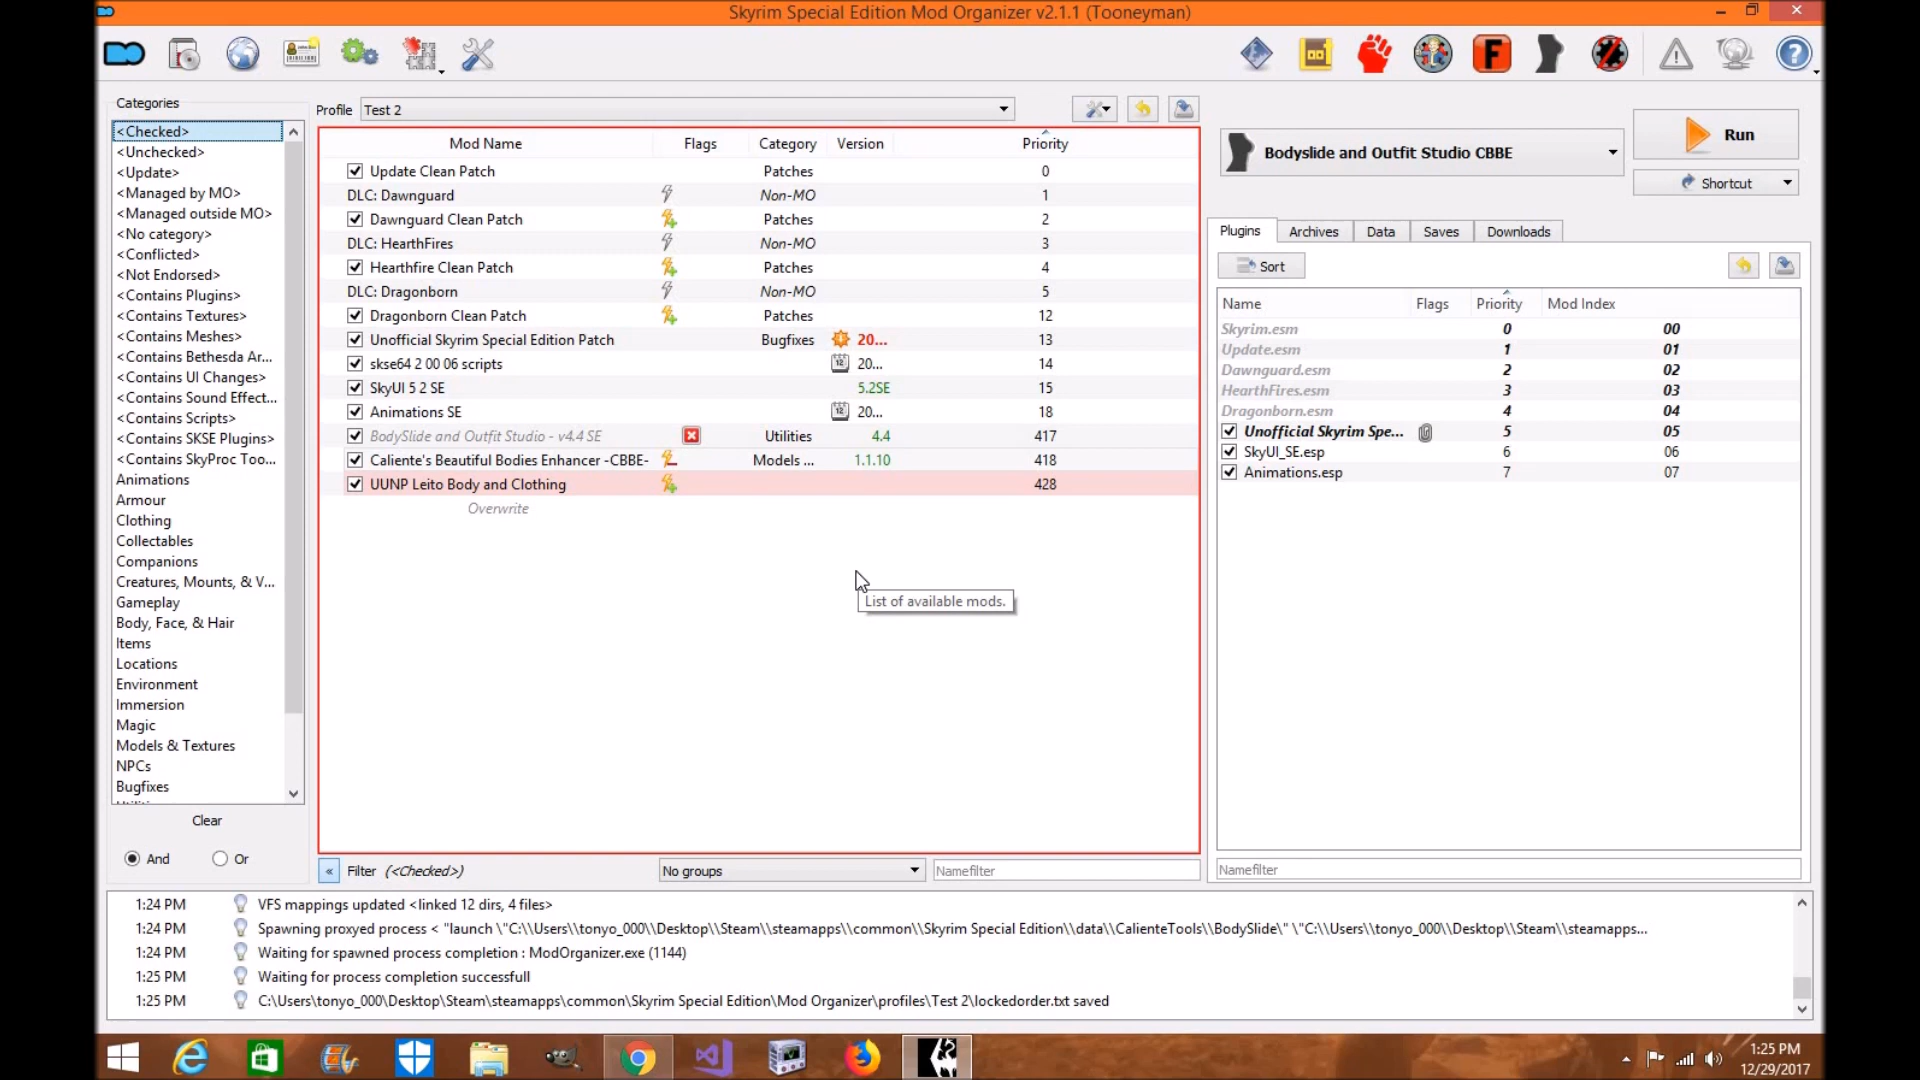 Skyrim Special Edition Mod Organizer v2.1.1 (Tooneyman)
Categories
<Checked>
<Unchecked>
<Update>
<Managed by MO>
<Managed outside MO>
<No category>
<Conflicted>
<Not Endorsed>
<Contains Plugins>
<Contains Textures>
<Contains Meshes>
<Contains Bethesda Ar...
<Contains UI Changes>
<Contains Sound Effect...
<Contains Scripts>
<Contains SKSE Plugins>
<Contains SkyProc Too...
Animations
Armour
Clothing
Collectables
Companions
Creatures, Mounts, & V...
Gameplay
Body, Face, & Hair
Items
Locations
Environment
Immersion
Magic
Models & Textures
NPCs
Bugfixes
Clear
And Or
Profile Test 2
Mod Name Flags Category Version Priority
Update Clean Patch Patches 0
DLC: Dawnguard Non-MO 1
Dawnguard Clean Patch Patches 2
DLC: HearthFires Non-MO 3
Hearthfire Clean Patch Patches 4
DLC: Dragonborn Non-MO 5
Dragonborn Clean Patch Patches 12
Unofficial Skyrim Special Edition Patch Bugfixes 20... 13
skse64 2 00 06 scripts 20... 14
SkyUI 5 2 SE 5.2SE 15
Animations SE 20... 18
BodySlide and Outfit Studio - v4.4 SE Utilities 4.4 417
Caliente's Beautiful Bodies Enhancer -CBBE- Models ... 1.1.10 418
UUNP Leito Body and Clothing 428
Overwrite
List of available mods.
« Filter (<Checked>) No groups Namefilter
Bodyslide and Outfit Studio CBBE
Run
Shortcut
Plugins Archives Data Saves Downloads
Sort
Name Flags Priority Mod Index
Skyrim.esm 0 00
Update.esm 1 01
Dawnguard.esm 2 02
HearthFires.esm 3 03
Dragonborn.esm 4 04
Unofficial Skyrim Spe... 5 05
SkyUI_SE.esp 6 06
Animations.esp 7 07
Namefilter
1:24 PM VFS mappings updated <linked 12 dirs, 4 files>
1:24 PM Spawning proxyed process < "launch \"C:\\Users\\tonyo_000\\Desktop\\Steam\\steamapps\\common\\Skyrim Special Edition\\data\\CalienteTools\\BodySlide\" \"C:\\Users\\tonyo_000\\Desktop\\Steam\\steamapps...
1:24 PM Waiting for spawned process completion : ModOrganizer.exe (1144)
1:25 PM Waiting for process completion successful
1:25 PM C:\Users\tonyo_000\Desktop\Steam\steamapps\common\Skyrim Special Edition\Mod Organizer\profiles\Test 2\lockedorder.txt saved
1:25 PM
12/29/2017